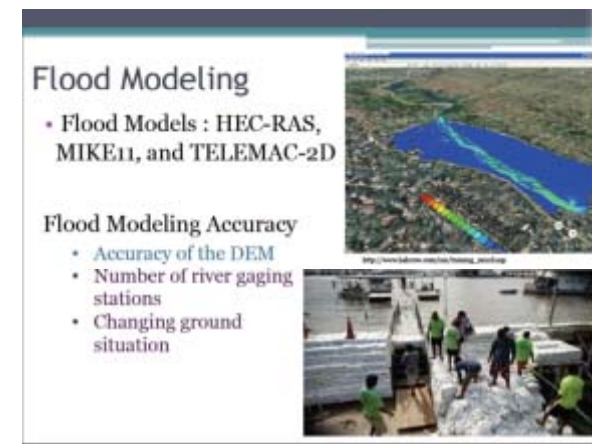 Flood Modeling
• Flood Models : HEC-RAS,
MIKE11, and TELEMAC-2D
Flood Modeling Accuracy
• Accuracy of the DEM
• Number of river gaging
stations
• Changing ground
situation